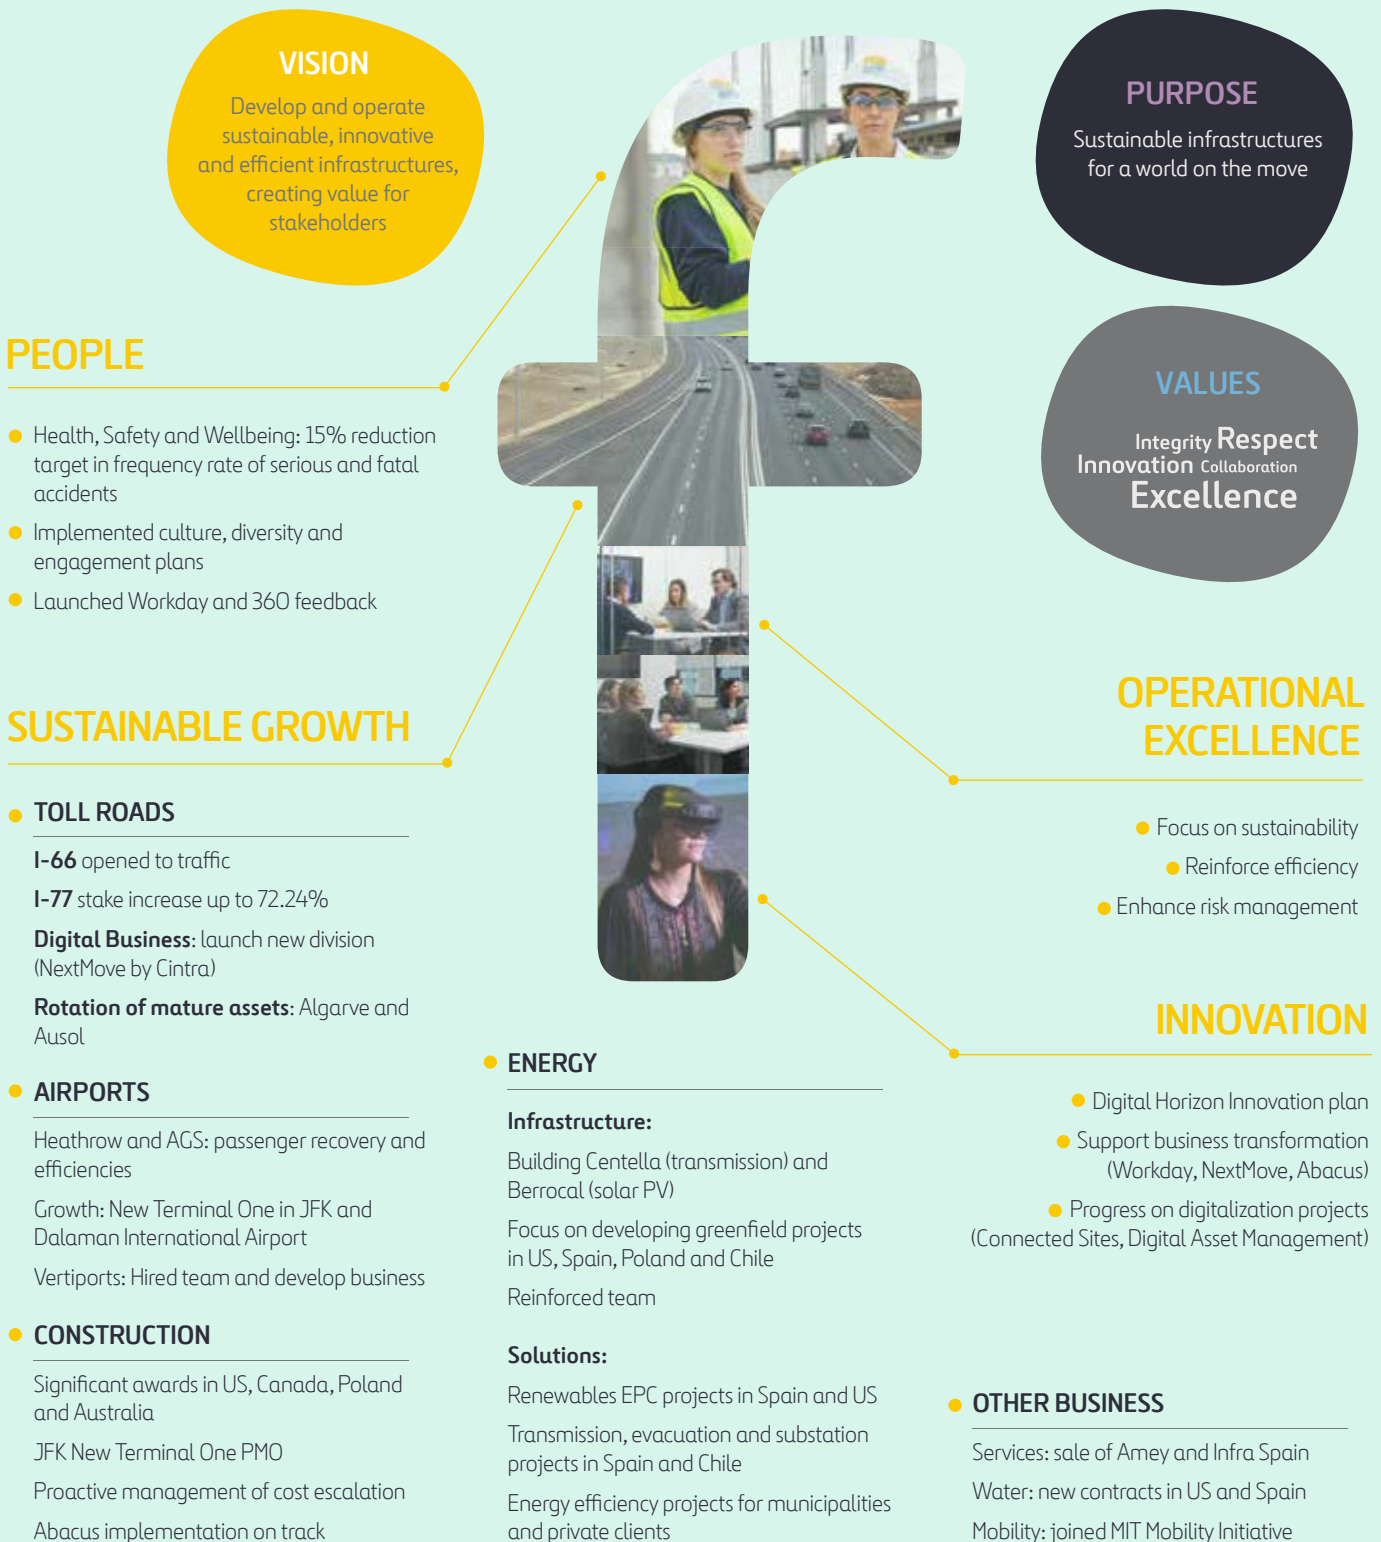 VISION
Develop and operate
sustainable, innovative
and efficient infrastructures,
creating value for
stakeholders
PURPOSE
Sustainable infrastructures
for a world on the move
VALUES
Integrity Respect
Innovation Collaboration
Excellence
PEOPLE
Health, Safety and Wellbeing: 15% reduction
target in frequency rate of serious and fatal
accidents
Implemented culture, diversity and
engagement plans
Launched Workday and 360 feedback
SUSTAINABLE GROWTH
TOLL ROADS
I-66 opened to traffic
I-77 stake increase up to 72.24%
Digital Business: launch new division
(NextMove by Cintra)
Rotation of mature assets: Algarve and
Ausol
AIRPORTS
Heathrow and AGS: passenger recovery and
efficiencies
Growth: New Terminal One in JFK and
Dalaman International Airport
Vertiports: Hired team and develop business
CONSTRUCTION
Significant awards in US, Canada, Poland
and Australia
JFK New Terminal One PMO
Proactive management of cost escalation
Abacus implementation on track
ENERGY
Infrastructure:
Building Centella (transmission) and
Berrocal (solar PV)
Focus on developing greenfield projects
in US, Spain, Poland and Chile
Reinforced team
Solutions:
Renewables EPC projects in Spain and US
Transmission, evacuation and substation
projects in Spain and Chile
Energy efficiency projects for municipalities
and private clients
OPERATIONAL
EXCELLENCE
Focus on sustainability
Reinforce efficiency
Enhance risk management
INNOVATION
Digital Horizon Innovation plan
Support business transformation
(Workday, NextMove, Abacus)
Progress on digitalization projects
(Connected Sites, Digital Asset Management)
OTHER BUSINESS
Services: sale of Amey and Infra Spain
Water: new contracts in US and Spain
Mobility: joined MIT Mobility Initiative